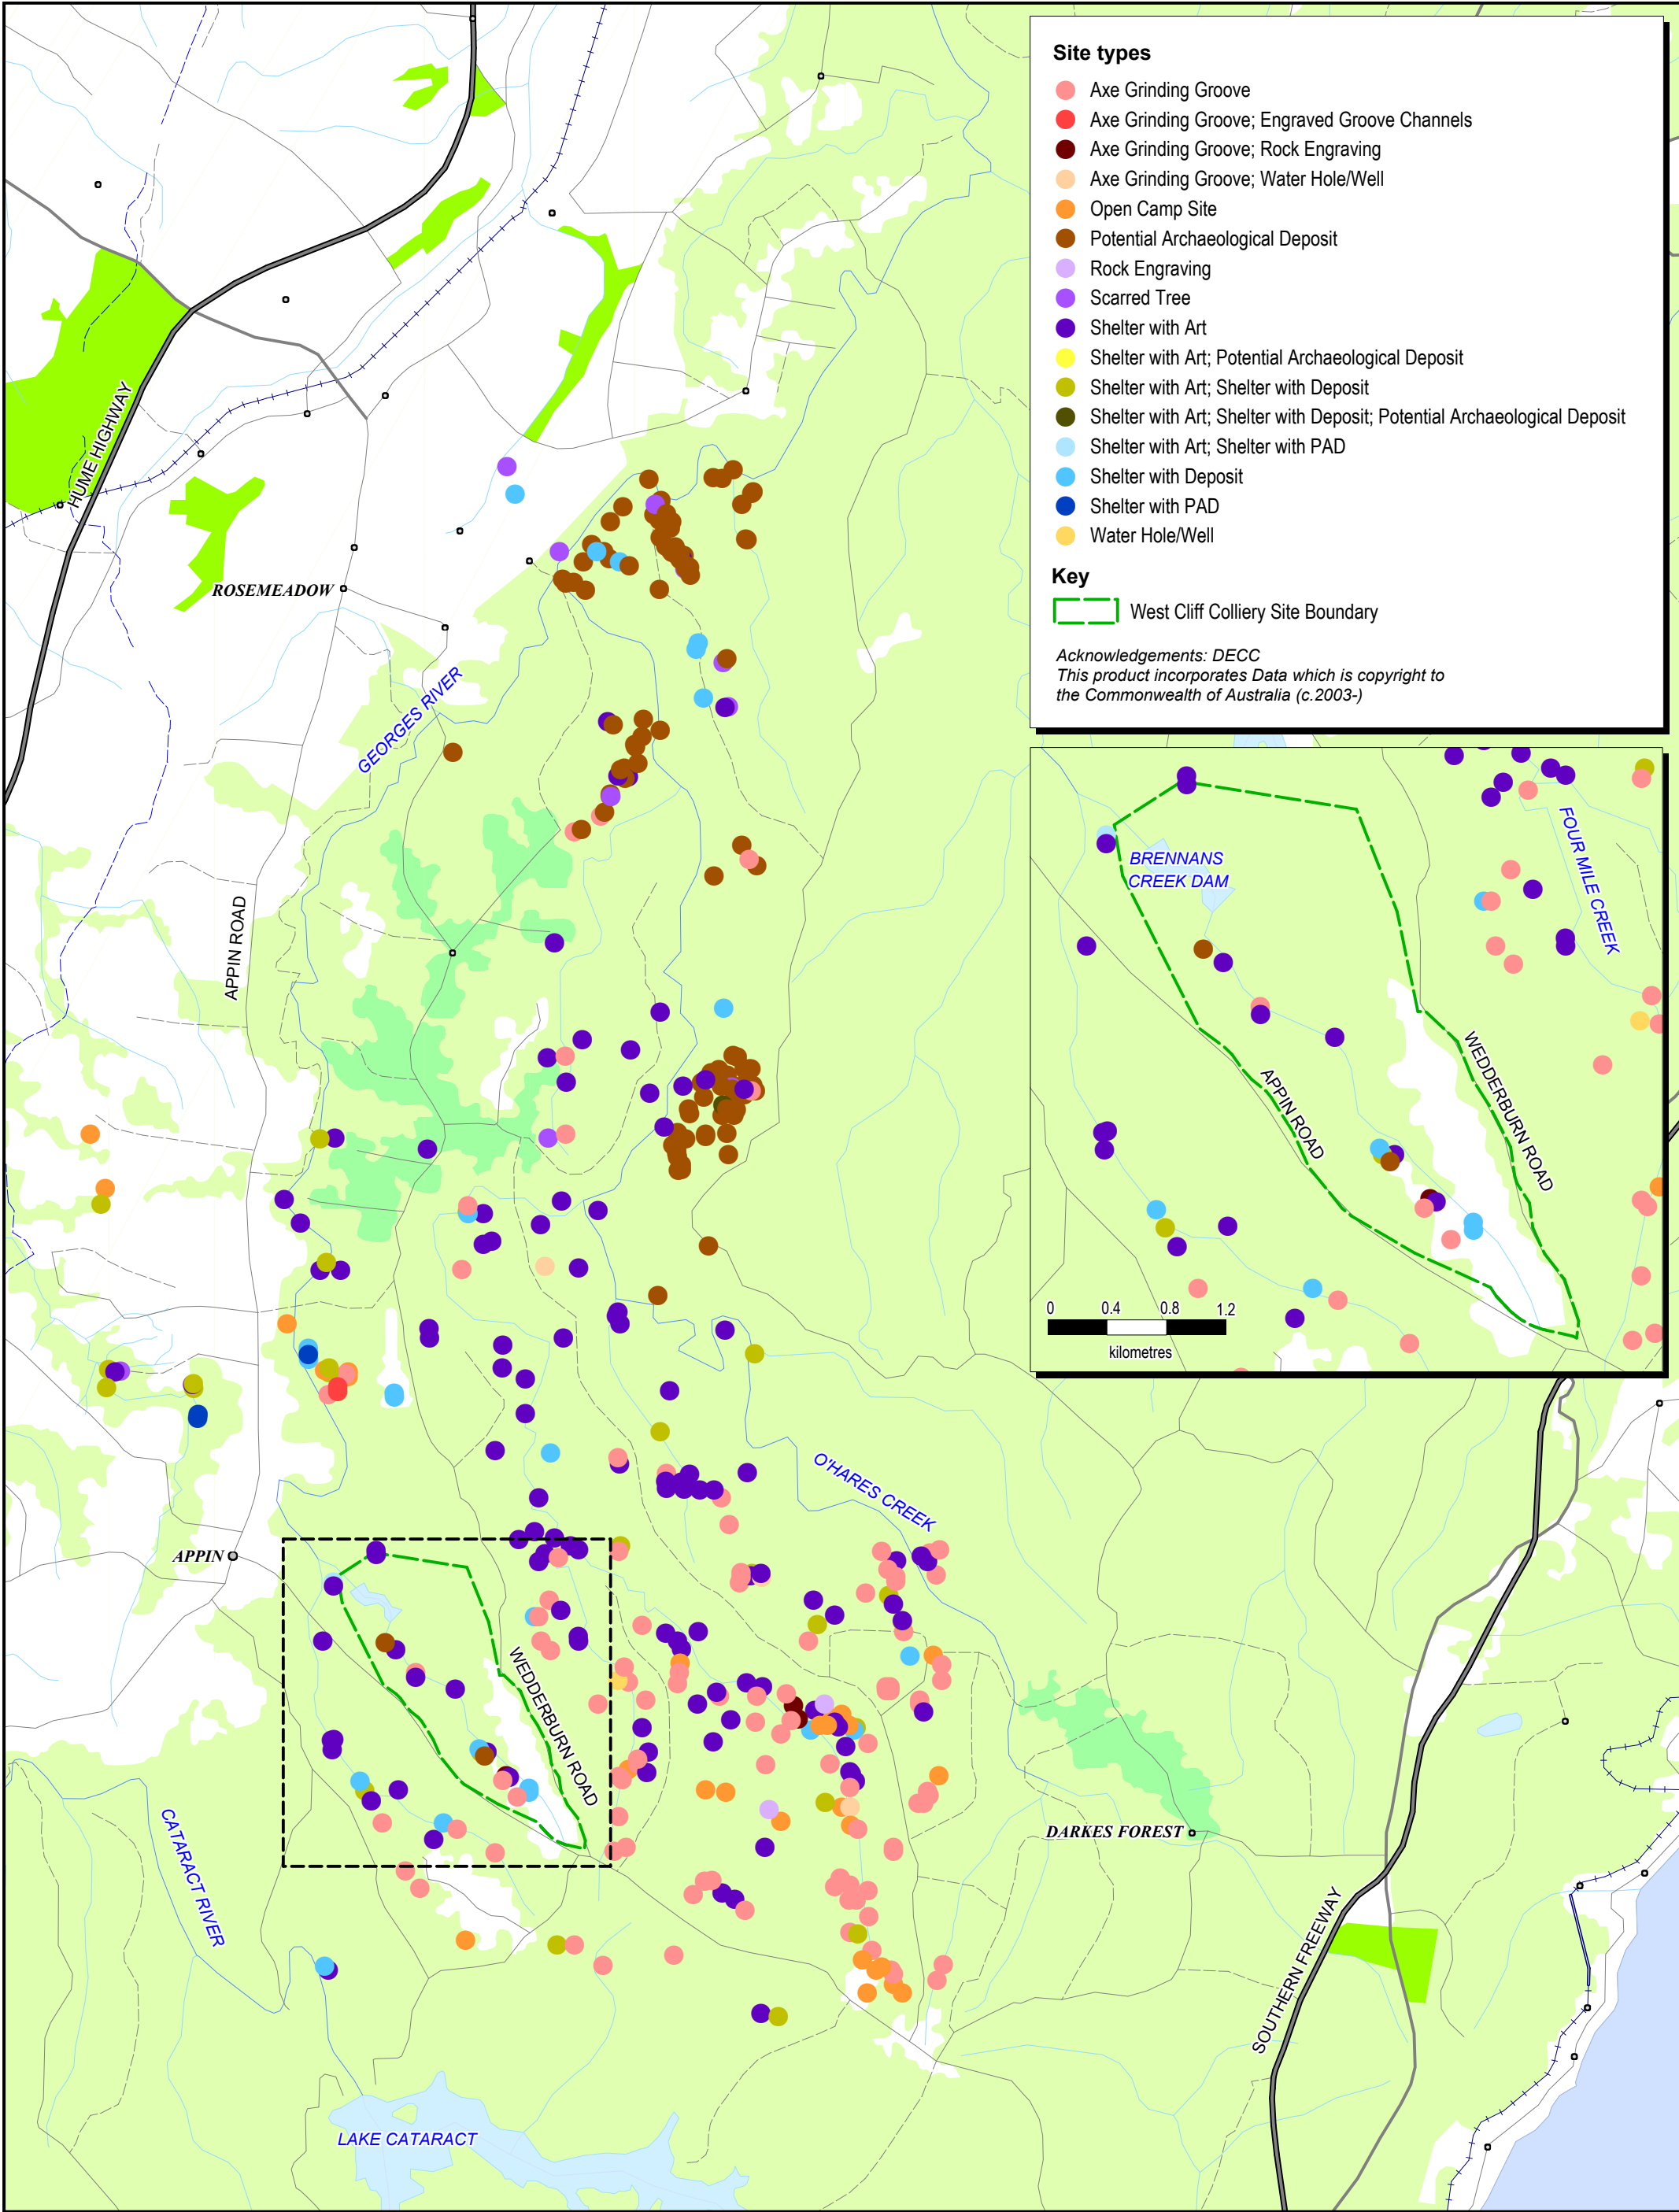 Site types
Axe Grinding Groove
Axe Grinding Groove; Engraved Groove Channels
Axe Grinding Groove; Rock Engraving
Axe Grinding Groove; Water Hole/Well
Open Camp Site
Potential Archaeological Deposit
Rock Engraving
Scarred Tree
Shelter with Art
Shelter with Art; Potential Archaeological Deposit
Shelter with Art; Shelter with Deposit
Shelter with Art; Shelter with Deposit; Potential Archaeological Deposit
Shelter with Art; Shelter with PAD
Shelter with Deposit
Shelter with PAD
Water Hole/Well
Key
West Cliff Colliery Site Boundary
Acknowledgements: DECC
This product incorporates Data which is copyright to
the Commonwealth of Australia (c.2003-)
HUME HIGHWAY
ROSEMEADOW
GEORGES RIVER
APPIN ROAD
BRENNANS
CREEK DAM
FOUR MILE CREEK
WEDDERBURN ROAD
APPIN ROAD
0 0.4 0.8 1.2
kilometres
O'HARES CREEK
APPIN
WEDDERBURN ROAD
CATARACT RIVER
DARKES FOREST
SOUTHERN FREEWAY
LAKE CATARACT